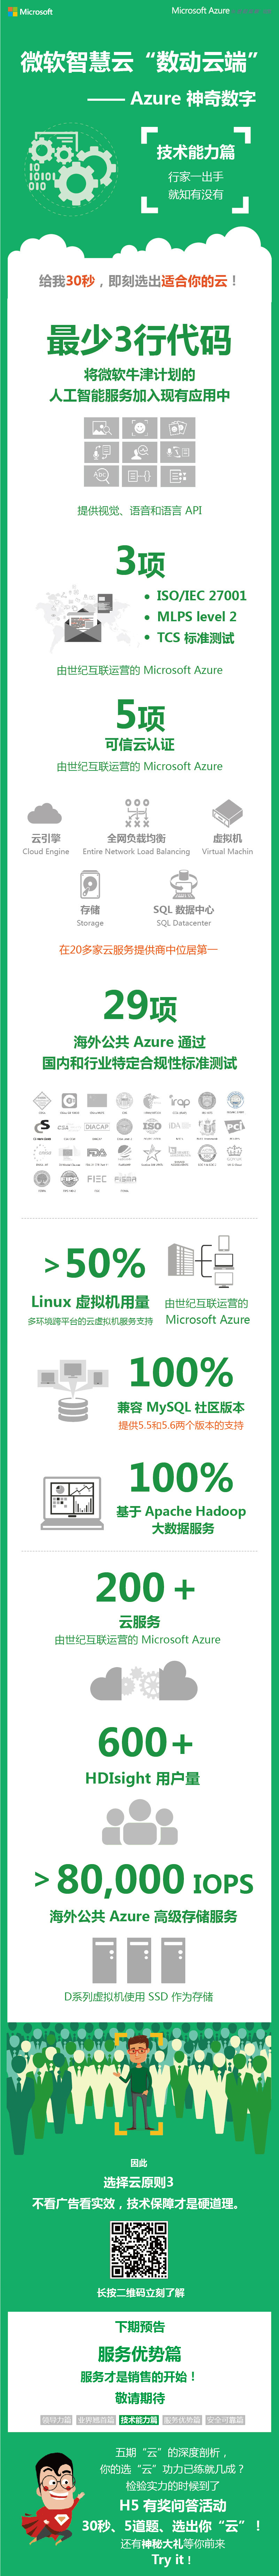 Microsoft
Microsoft Azure
微软智慧云“数动云端”
—— Azure 神奇数字
技术能力篇
行家一出手
就知有没有
给我30秒，即刻选出适合你的云！
最少3行代码
将微软牛津计划的
人工智能服务加入现有应用中
提供视觉、语音和语言 API
3项
• ISO/IEC 27001
• MLPS level 2
• TCS 标准测试
由世纪互联运营的 Microsoft Azure
5项
可信云认证
由世纪互联运营的 Microsoft Azure
云引擎
Cloud Engine
全网负载均衡
Entire Network Load Balancing
虚拟机
Virtual Machin
存储
Storage
SQL 数据中心
SQL Datacenter
在20多家云服务提供商中位居第一
29项
海外公共 Azure 通过
国内和行业特定合规性标准测试
>50%
Linux 虚拟机用量
多环境跨平台的云虚拟机服务支持
由世纪互联运营的
Microsoft Azure
100%
兼容 MySQL 社区版本
提供5.5和5.6两个版本的支持
100%
基于 Apache Hadoop
大数据服务
200 +
云服务
由世纪互联运营的 Microsoft Azure
600+
HDIsight 用户量
>80,000 IOPS
海外公共 Azure 高级存储服务
D系列虚拟机使用 SSD 作为存储
因此
选择云原则3
不看广告看实效，技术保障才是硬道理。
长按二维码立刻了解
下期预告
服务优势篇
服务才是销售的开始！
敬请期待
领导力篇 业界翘首篇 技术能力篇 服务优势篇 安全可靠篇
五期“云”的深度剖析，
你的选“云”功力已练就几成？
检验实力的时候到了
H5 有奖问答活动
30秒、5道题、选出你“云”！
还有神秘大礼等你前来
Try it！